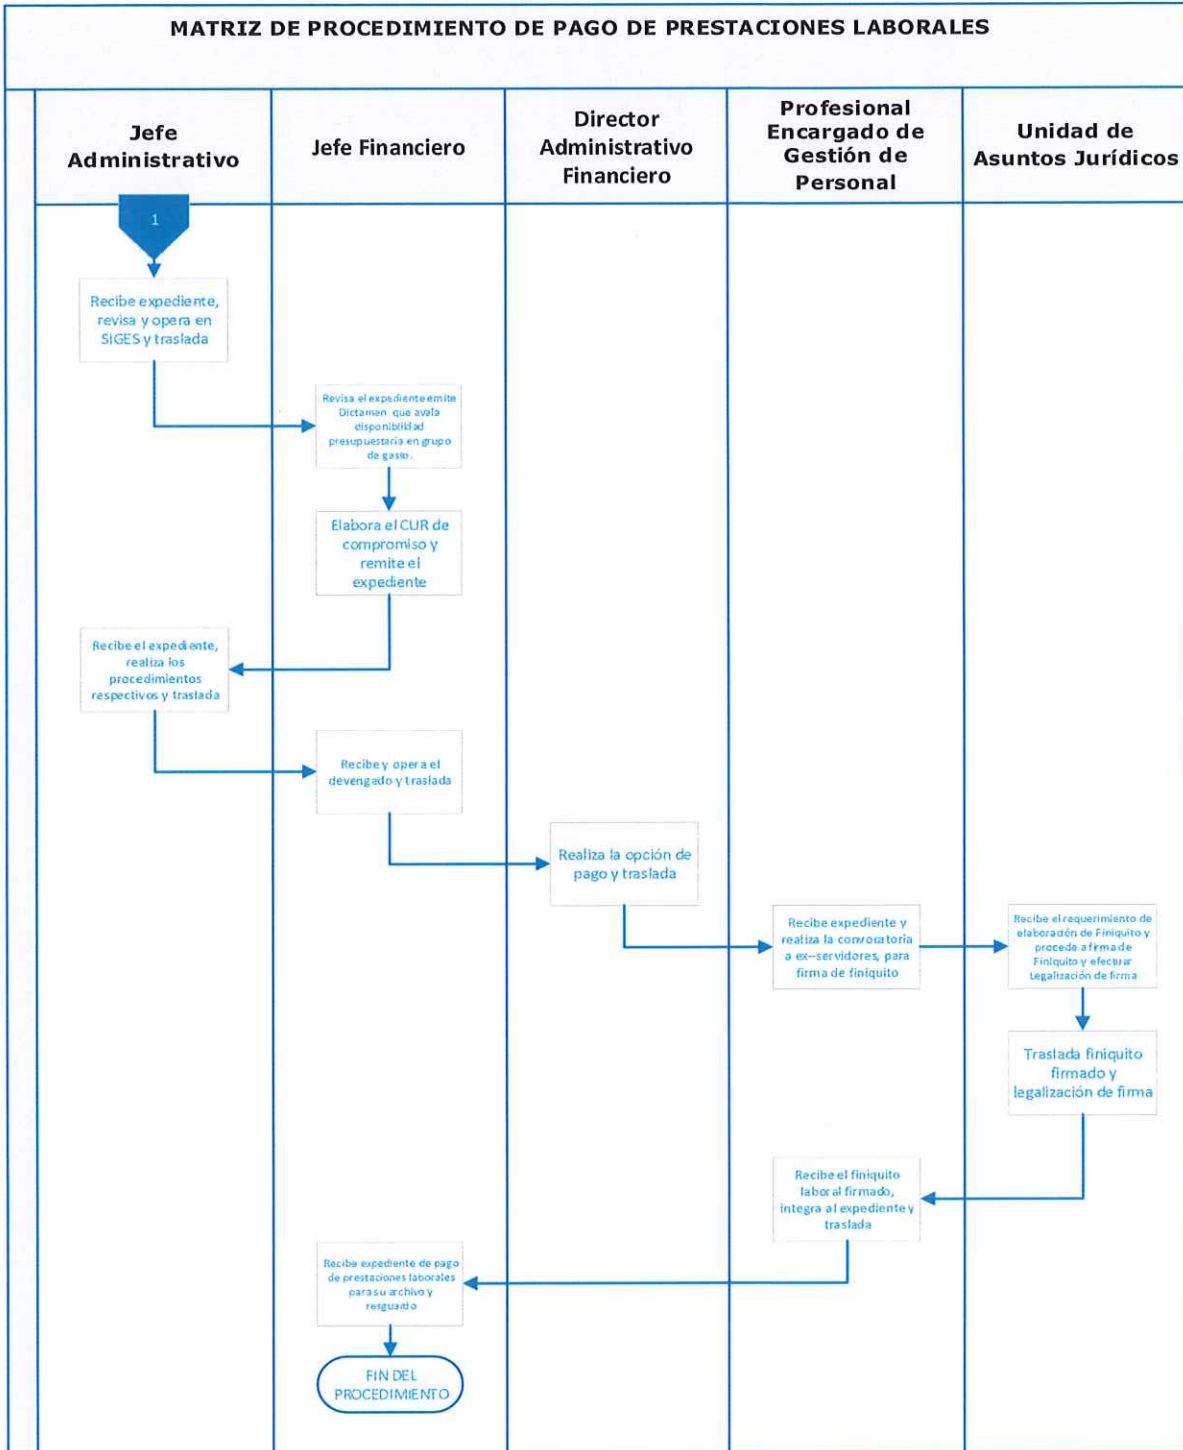 MATRIZ DE PROCEDIMIENTO DE PAGO DE PRESTACIONES LABORALES
Jefe
Administrativo
Jefe Financiero
Director
Administrativo
Financiero
Profesional
Encargado de
Gestión de
Personal
Unidad de
Asuntos Jurídicos
1
Recibe expediente,
revisa y opera en
SIGES y traslada
Revisa el expediente emite
Dictamen que avala
disponibilidad
presupuestaria en grupo
de gasto.
Elabora el CUR de
compromiso y
remite el
expediente
Recibe el expediente,
realiza los
procedimientos
respectivos y traslada
Recibe y opera el
devengado y traslada
Realiza la opción de
pago y traslada
Recibe expediente y
realiza la convocatoria
a ex-servidores, para
firma de finiquito
Recibe el requerimiento de
elaboración de Finiquito y
procede a firma de
Finiquito y efectuar
Legalización de firma
Traslada finiquito
firmado y
legalización de firma
Recibe el finiquito
laboral firmado,
integra al expediente y
traslada
Recibe expediente de pago
de prestaciones laborales
para su archivo y
resguardo
FIN DEL
PROCEDIMIENTO